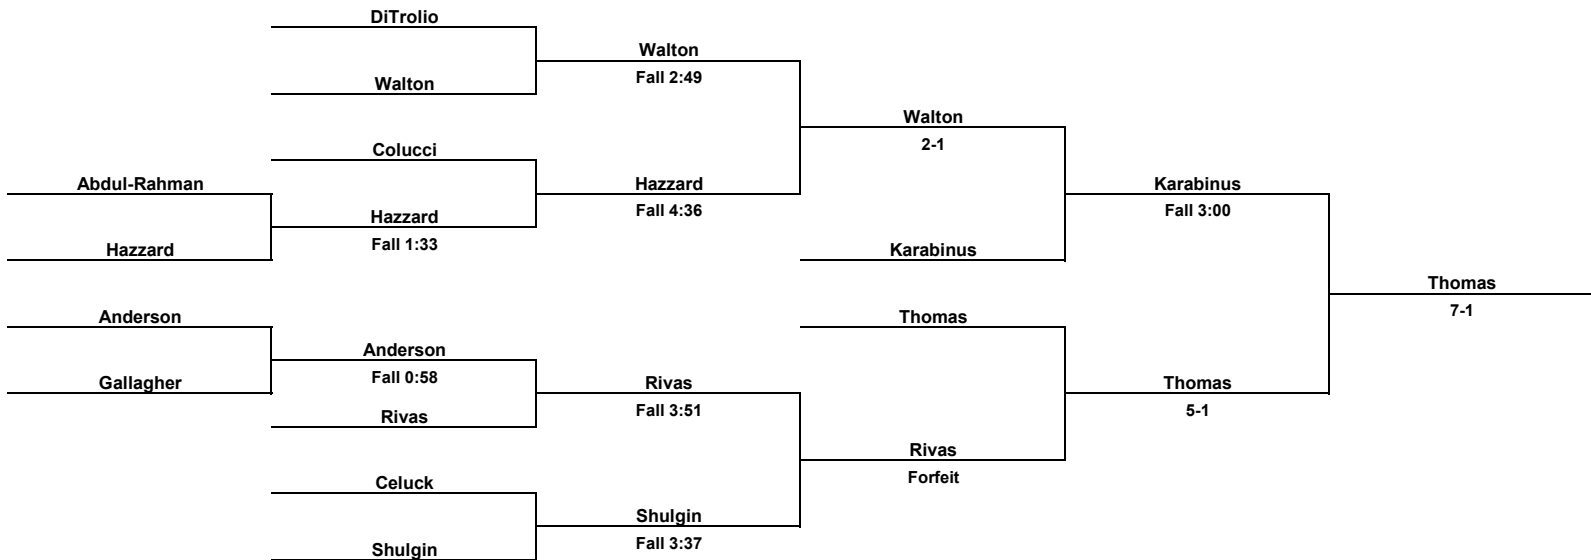 DiTrolio
Walton
Walton
Fall 2:49
Walton
2-1
Colucci
Abdul-Rahman
Hazzard
Karabinus
Hazzard
Fall 4:36
Fall 3:00
Hazzard
Fall 1:33
Karabinus
Thomas
7-1
Anderson
Thomas
Anderson
Gallagher
Fall 0:58
Rivas
Thomas
Rivas
Fall 3:51
5-1
Rivas
Forfeit
Celuck
Shulgin
Shulgin
Fall 3:37